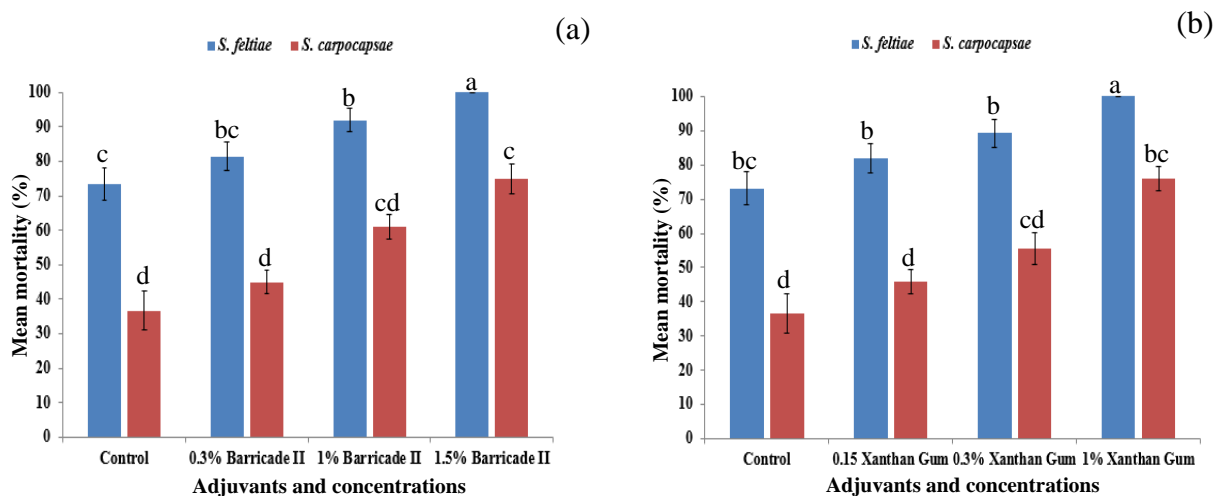 (a)
S. feltiae S. carpocapsae
Mean mortality (%)
100
90
80
70
60
50
40
30
20
10
0
c
d
bc
d
b
cd
a
c
Control 0.3% Barricade II 1% Barricade II 1.5% Barricade II
Adjuvants and concentrations
(b)
S. feltiae S. carpocapsae
Mean mortality (%)
100
90
80
70
60
50
40
30
20
10
0
bc
d
b
d
b
cd
a
bc
Control 0.15 Xanthan Gum 0.3% Xanthan Gum 1% Xanthan Gum
Adjuvants and concentrations